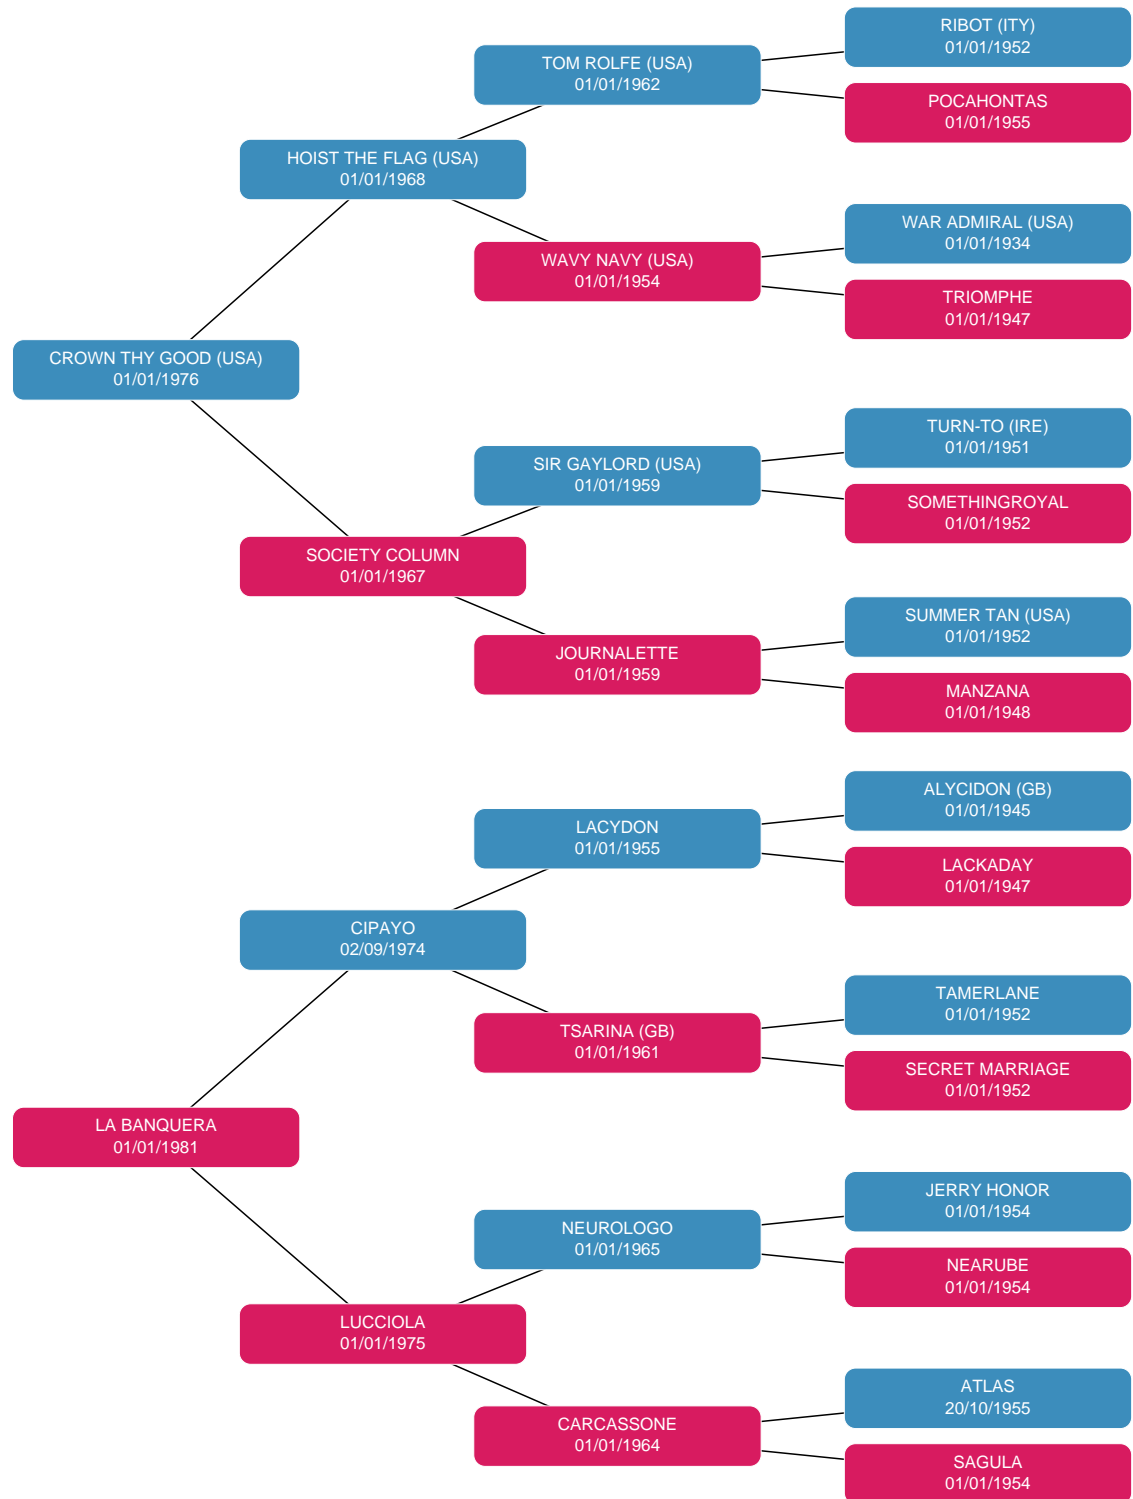 RIBOT (ITY)
01/01/1952
TOM ROLFE (USA)
01/01/1962
POCAHONTAS
01/01/1955
HOIST THE FLAG (USA)
01/01/1968
WAR ADMIRAL (USA)
01/01/1934
WAVY NAVY (USA)
01/01/1954
TRIOMPHE
01/01/1947
CROWN THY GOOD (USA)
01/01/1976
TURN-TO (IRE)
01/01/1951
SIR GAYLORD (USA)
01/01/1959
SOMETHINGROYAL
01/01/1952
SOCIETY COLUMN
01/01/1967
SUMMER TAN (USA)
01/01/1952
JOURNALETTE
01/01/1959
MANZANA
01/01/1948
ALYCIDON (GB)
01/01/1945
LACYDON
01/01/1955
LACKADAY
01/01/1947
CIPAYO
02/09/1974
TAMERLANE
01/01/1952
TSARINA (GB)
01/01/1961
SECRET MARRIAGE
01/01/1952
LA BANQUERA
01/01/1981
JERRY HONOR
01/01/1954
NEUROLOGO
01/01/1965
NEARUBE
01/01/1954
LUCCIOLA
01/01/1975
ATLAS
20/10/1955
CARCASSONE
01/01/1964
SAGULA
01/01/1954